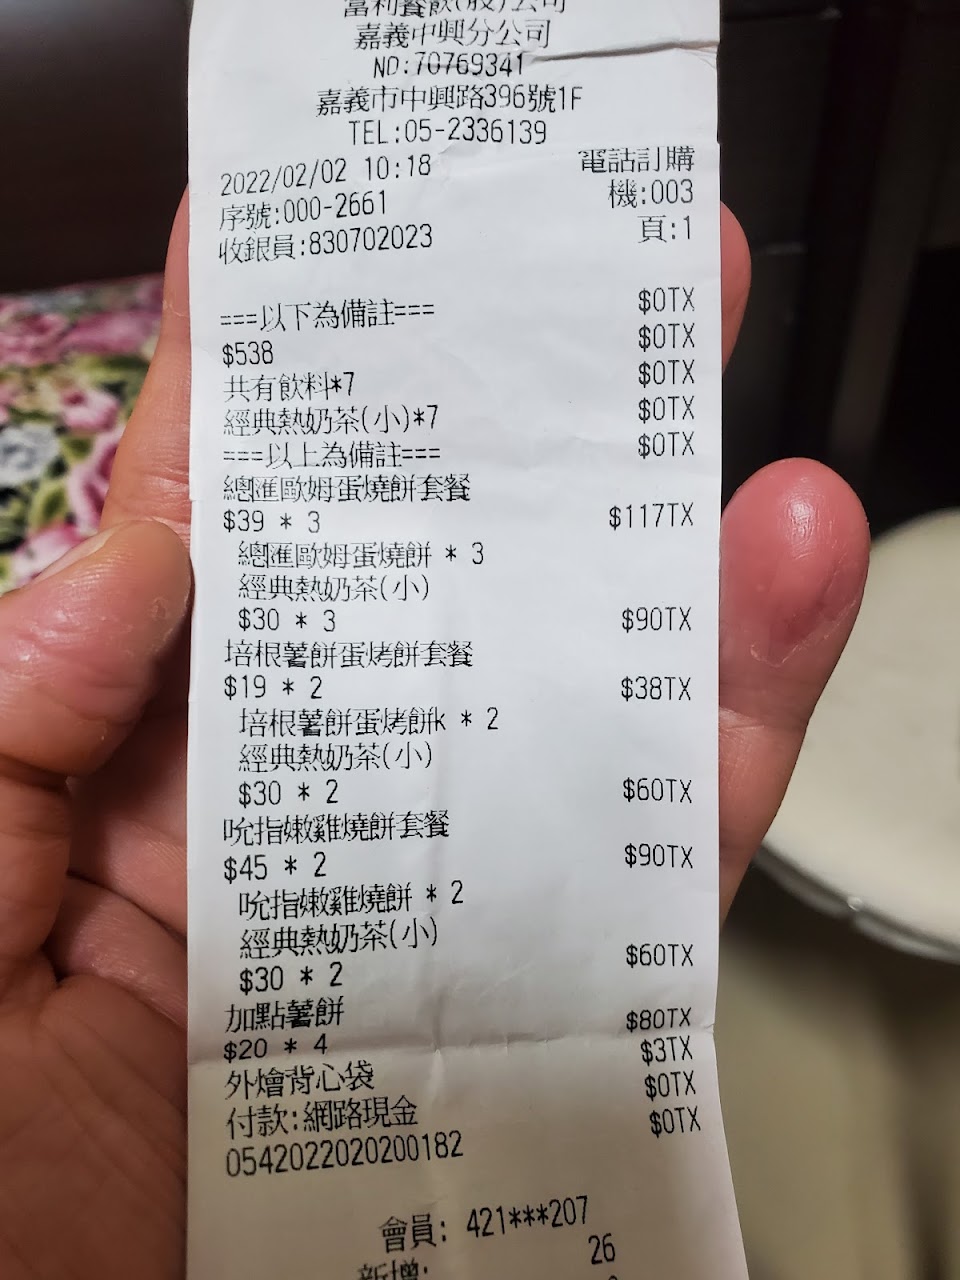 富利餐飲(股)公司
嘉義中興分公司
NO:70769341
嘉義市中興路396號1F
TEL:05-2336139
2022/02/02 10:18 電話訂購
序號:000-2661 機:003
收銀員:830702023 頁:1
===以下為備註=== $0TX
$538 $0TX
共有飲料*7 $0TX
經典熱奶茶(小)*7 $0TX
===以上為備註=== $0TX
總匯歐姆蛋燒餅套餐
$39 * 3 $117TX
總匯歐姆蛋燒餅 * 3
經典熱奶茶(小)
$30 * 3 $90TX
培根薯餅蛋烤餅套餐
$19 * 2 $38TX
培根薯餅蛋烤餅k * 2
經典熱奶茶(小)
$30 * 2 $60TX
吮指嫩雞燒餅套餐
$45 * 2 $90TX
吮指嫩雞燒餅 * 2
經典熱奶茶(小)
$30 * 2 $60TX
加點薯餅
$20 * 4 $80TX
外燴背心袋 $3TX
付款:網路現金 $0TX
0542022020200182 $0TX
會員: 421***207
新增: 26